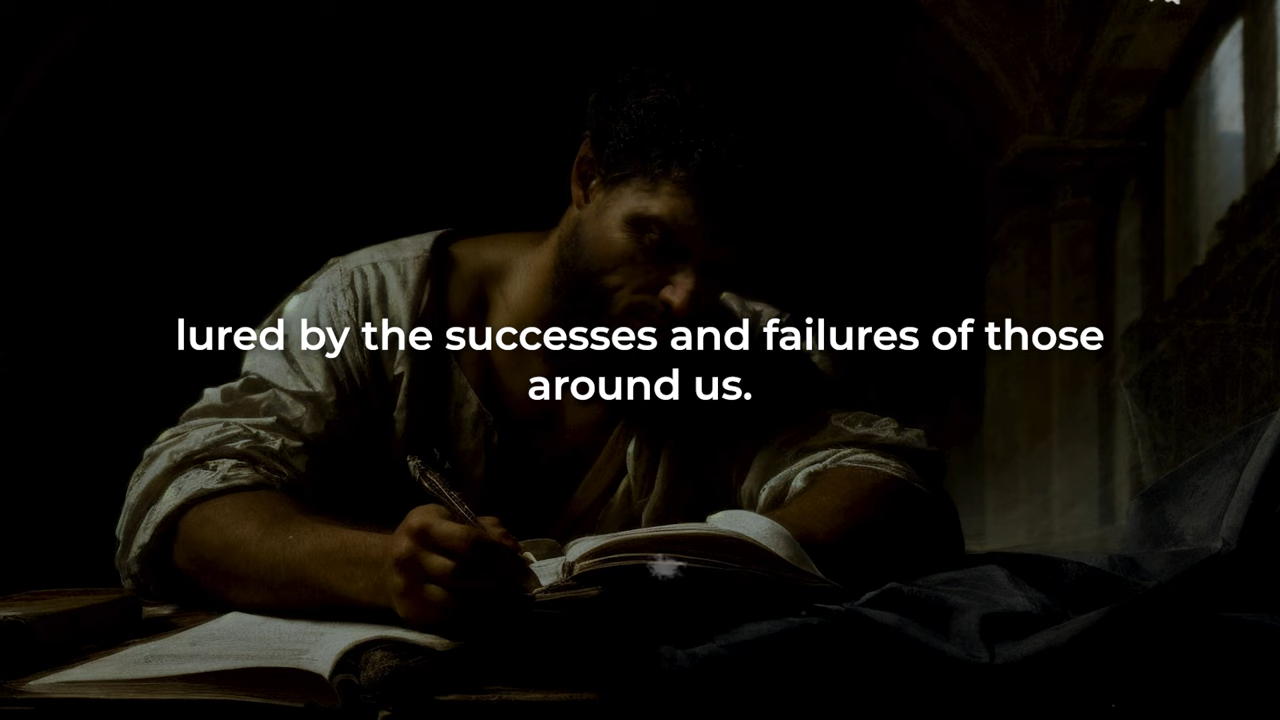 lured by the successes and failures of those
around us.